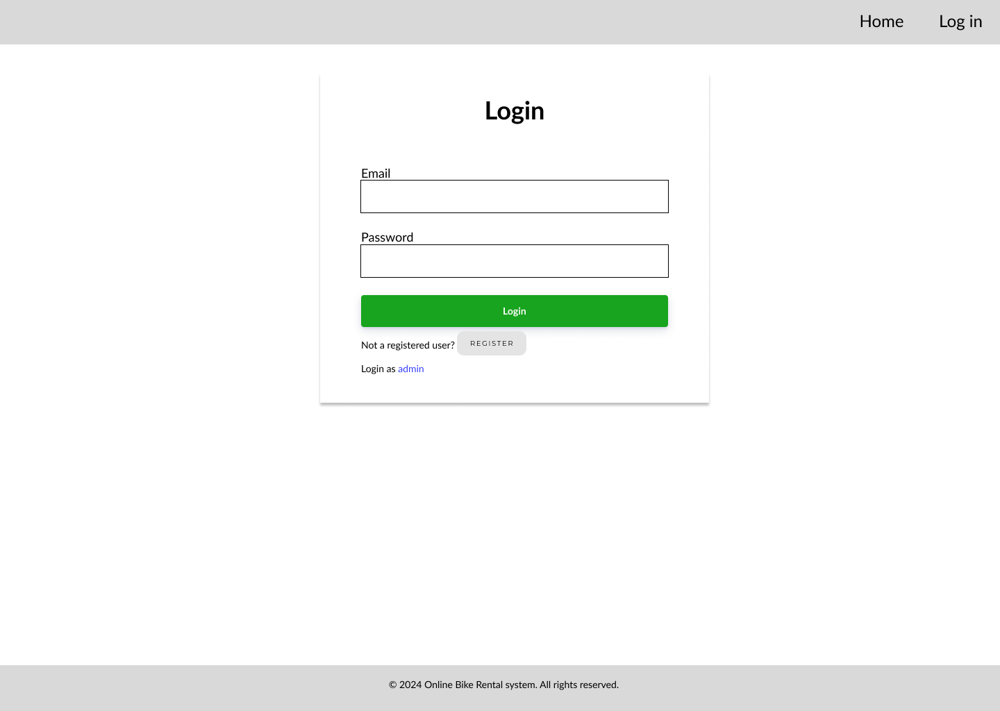 Home Log in
Login
Email
Password
Login
Not a registered user? REGISTER
Login as admin
© 2024 Online Bike Rental system. All rights reserved.